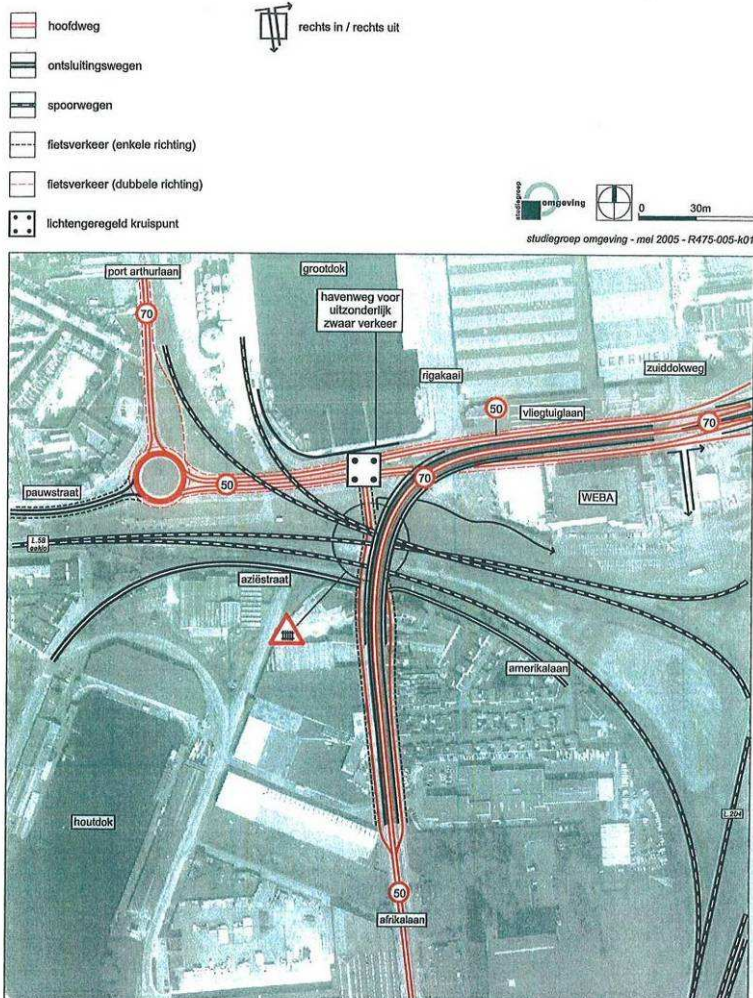 hoofdweg
rechts in / rechts uit
ontsluitingswegen
spoorwegen
fietsverkeer (enkele richting)
fietsverkeer (dubbele richting)
lichtengeregeld kruispunt
studiegroep
omgeving
0 30m
studiegroep omgeving - mei 2005 - R475-005-k01
port arthurlaan
grootdok
havenweg voor
uitzonderlijk
zwaar verkeer
70
rigakaai
zuiddokweg
50
vliegtuiglaan
70
70
50
pauwstraat
WEBA
L.58
eeklo
aziëstraat
amerikalaan
houtdok
L.204
50
afrikalaan